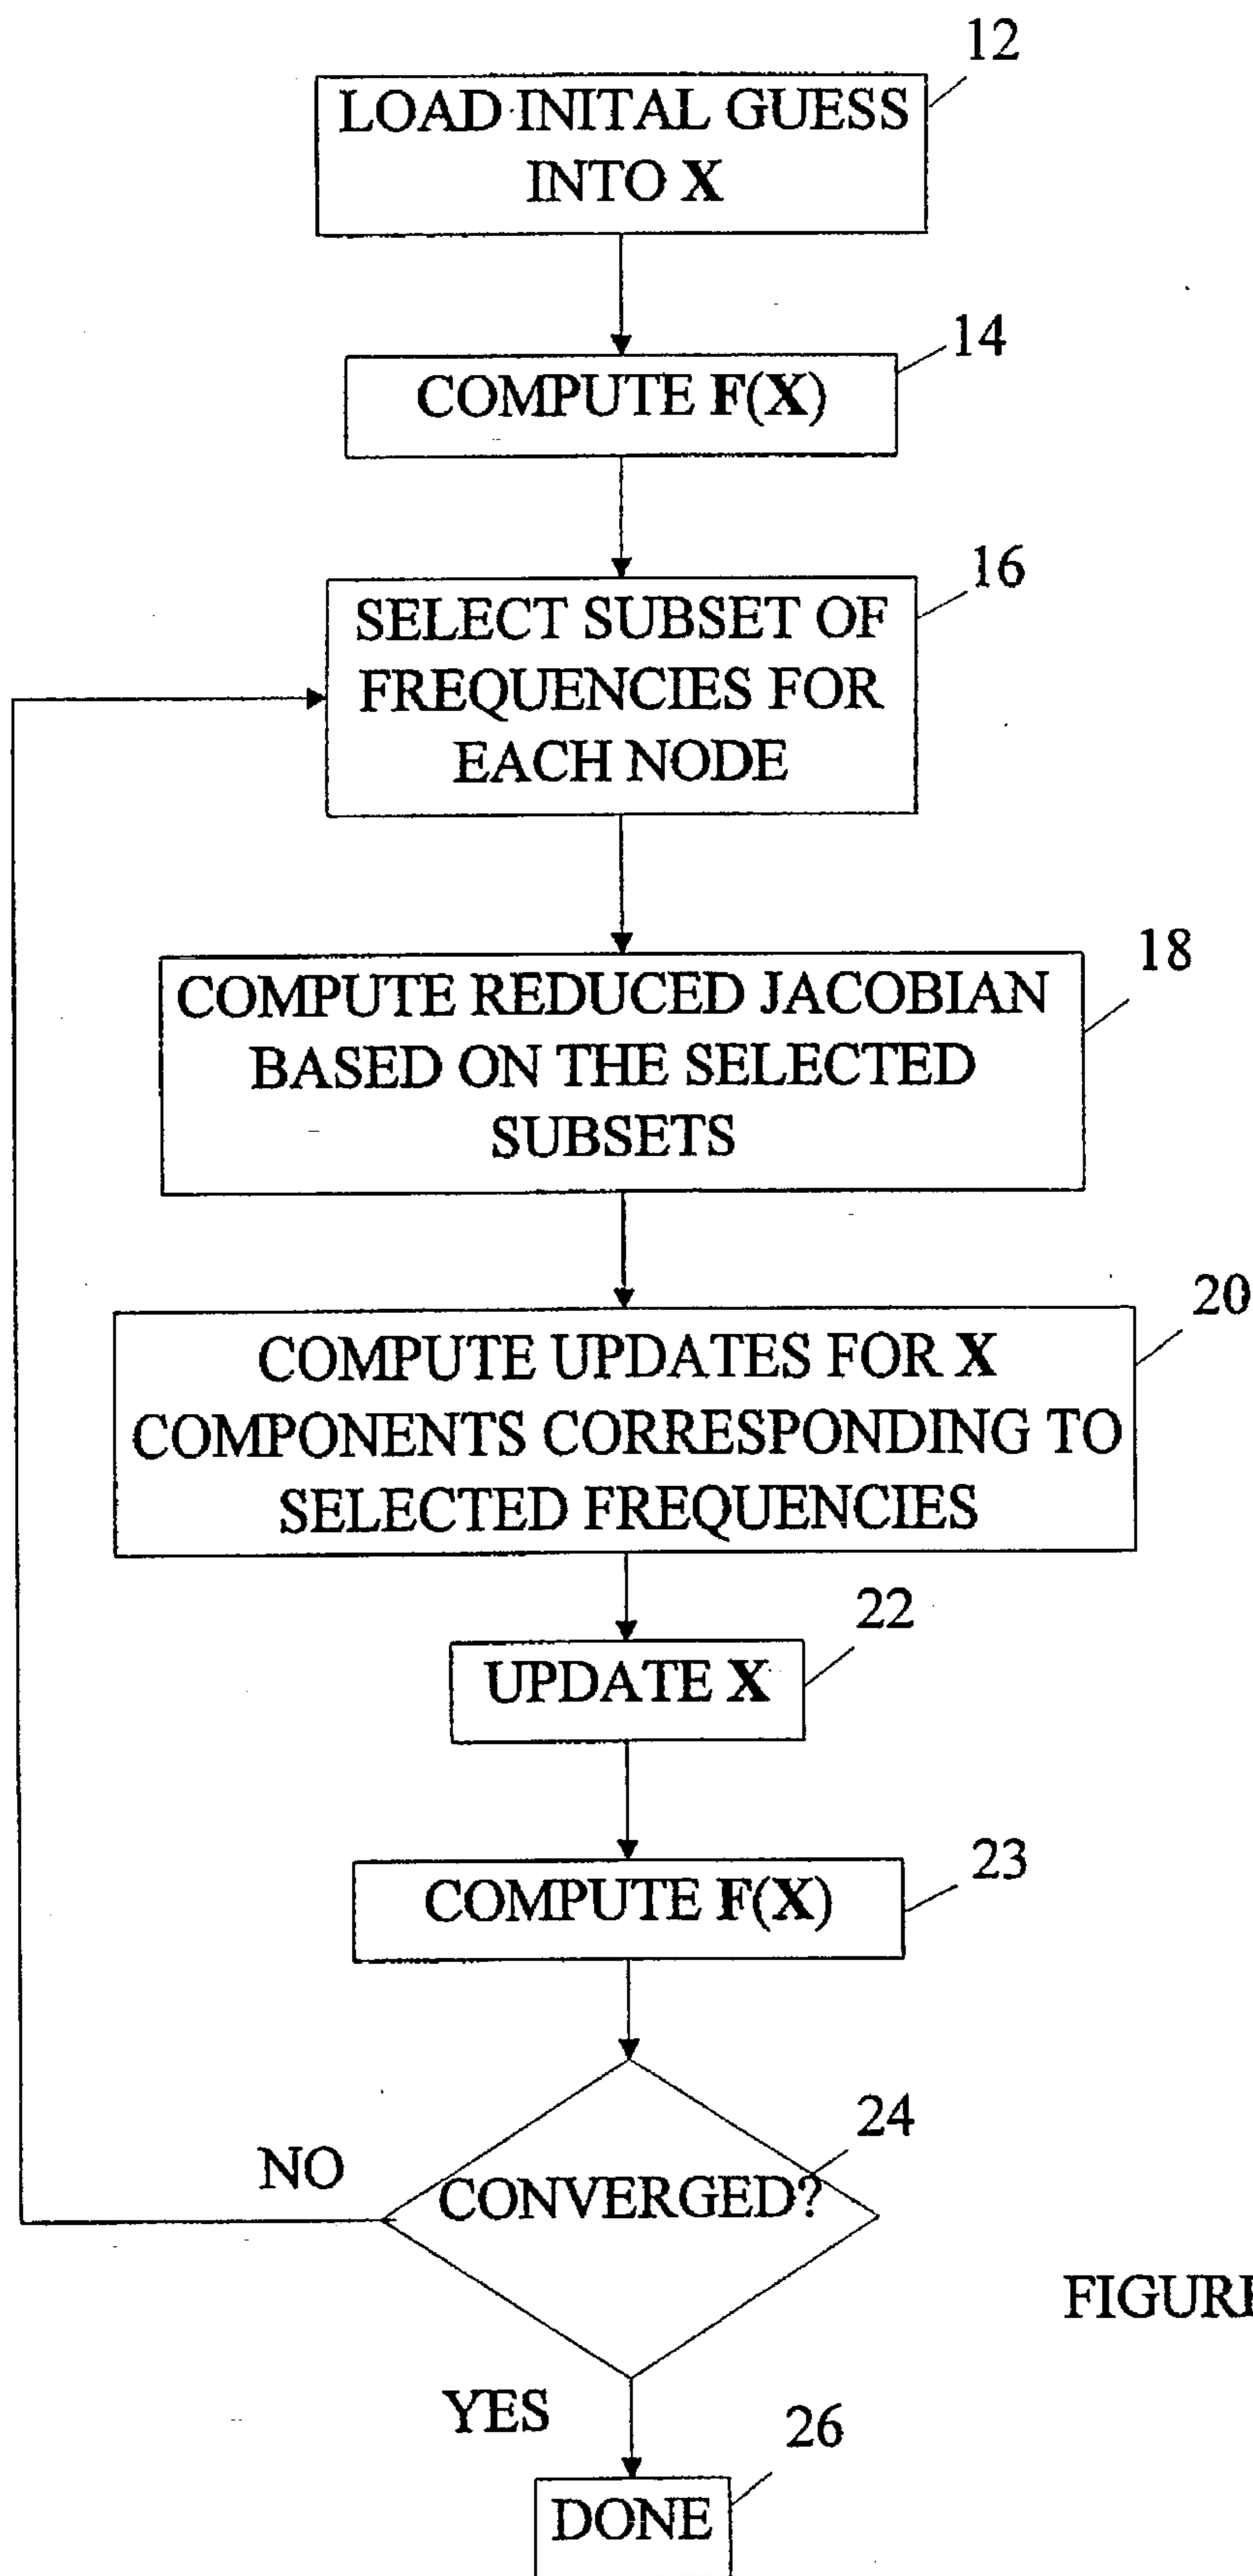 12
LOAD INITAL GUESS
INTO X
14
COMPUTE F(X)
16
SELECT SUBSET OF
FREQUENCIES FOR
EACH NODE
18
COMPUTE REDUCED JACOBIAN
BASED ON THE SELECTED
SUBSETS
20
COMPUTE UPDATES FOR X
COMPONENTS CORRESPONDING TO
SELECTED FREQUENCIES
22
UPDATE X
23
COMPUTE F(X)
24
NO
CONVERGED?
FIGURE
YES
26
DONE